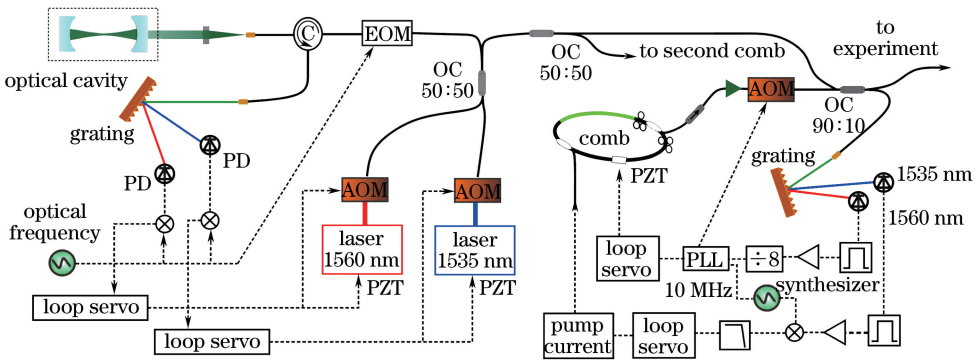 C
EOM
to second comb
to
experiment
optical cavity
OC
50:50
OC
50:50
AOM
OC
90:10
grating
PD
PD
comb
PZT
grating
1535 nm
1560 nm
optical
frequency
AOM
AOM
laser
1560 nm
laser
1535 nm
PZT
PZT
loop
servo
PLL
÷8
synthesizer
10 MHz
loop servo
loop servo
pump
current
loop
servo